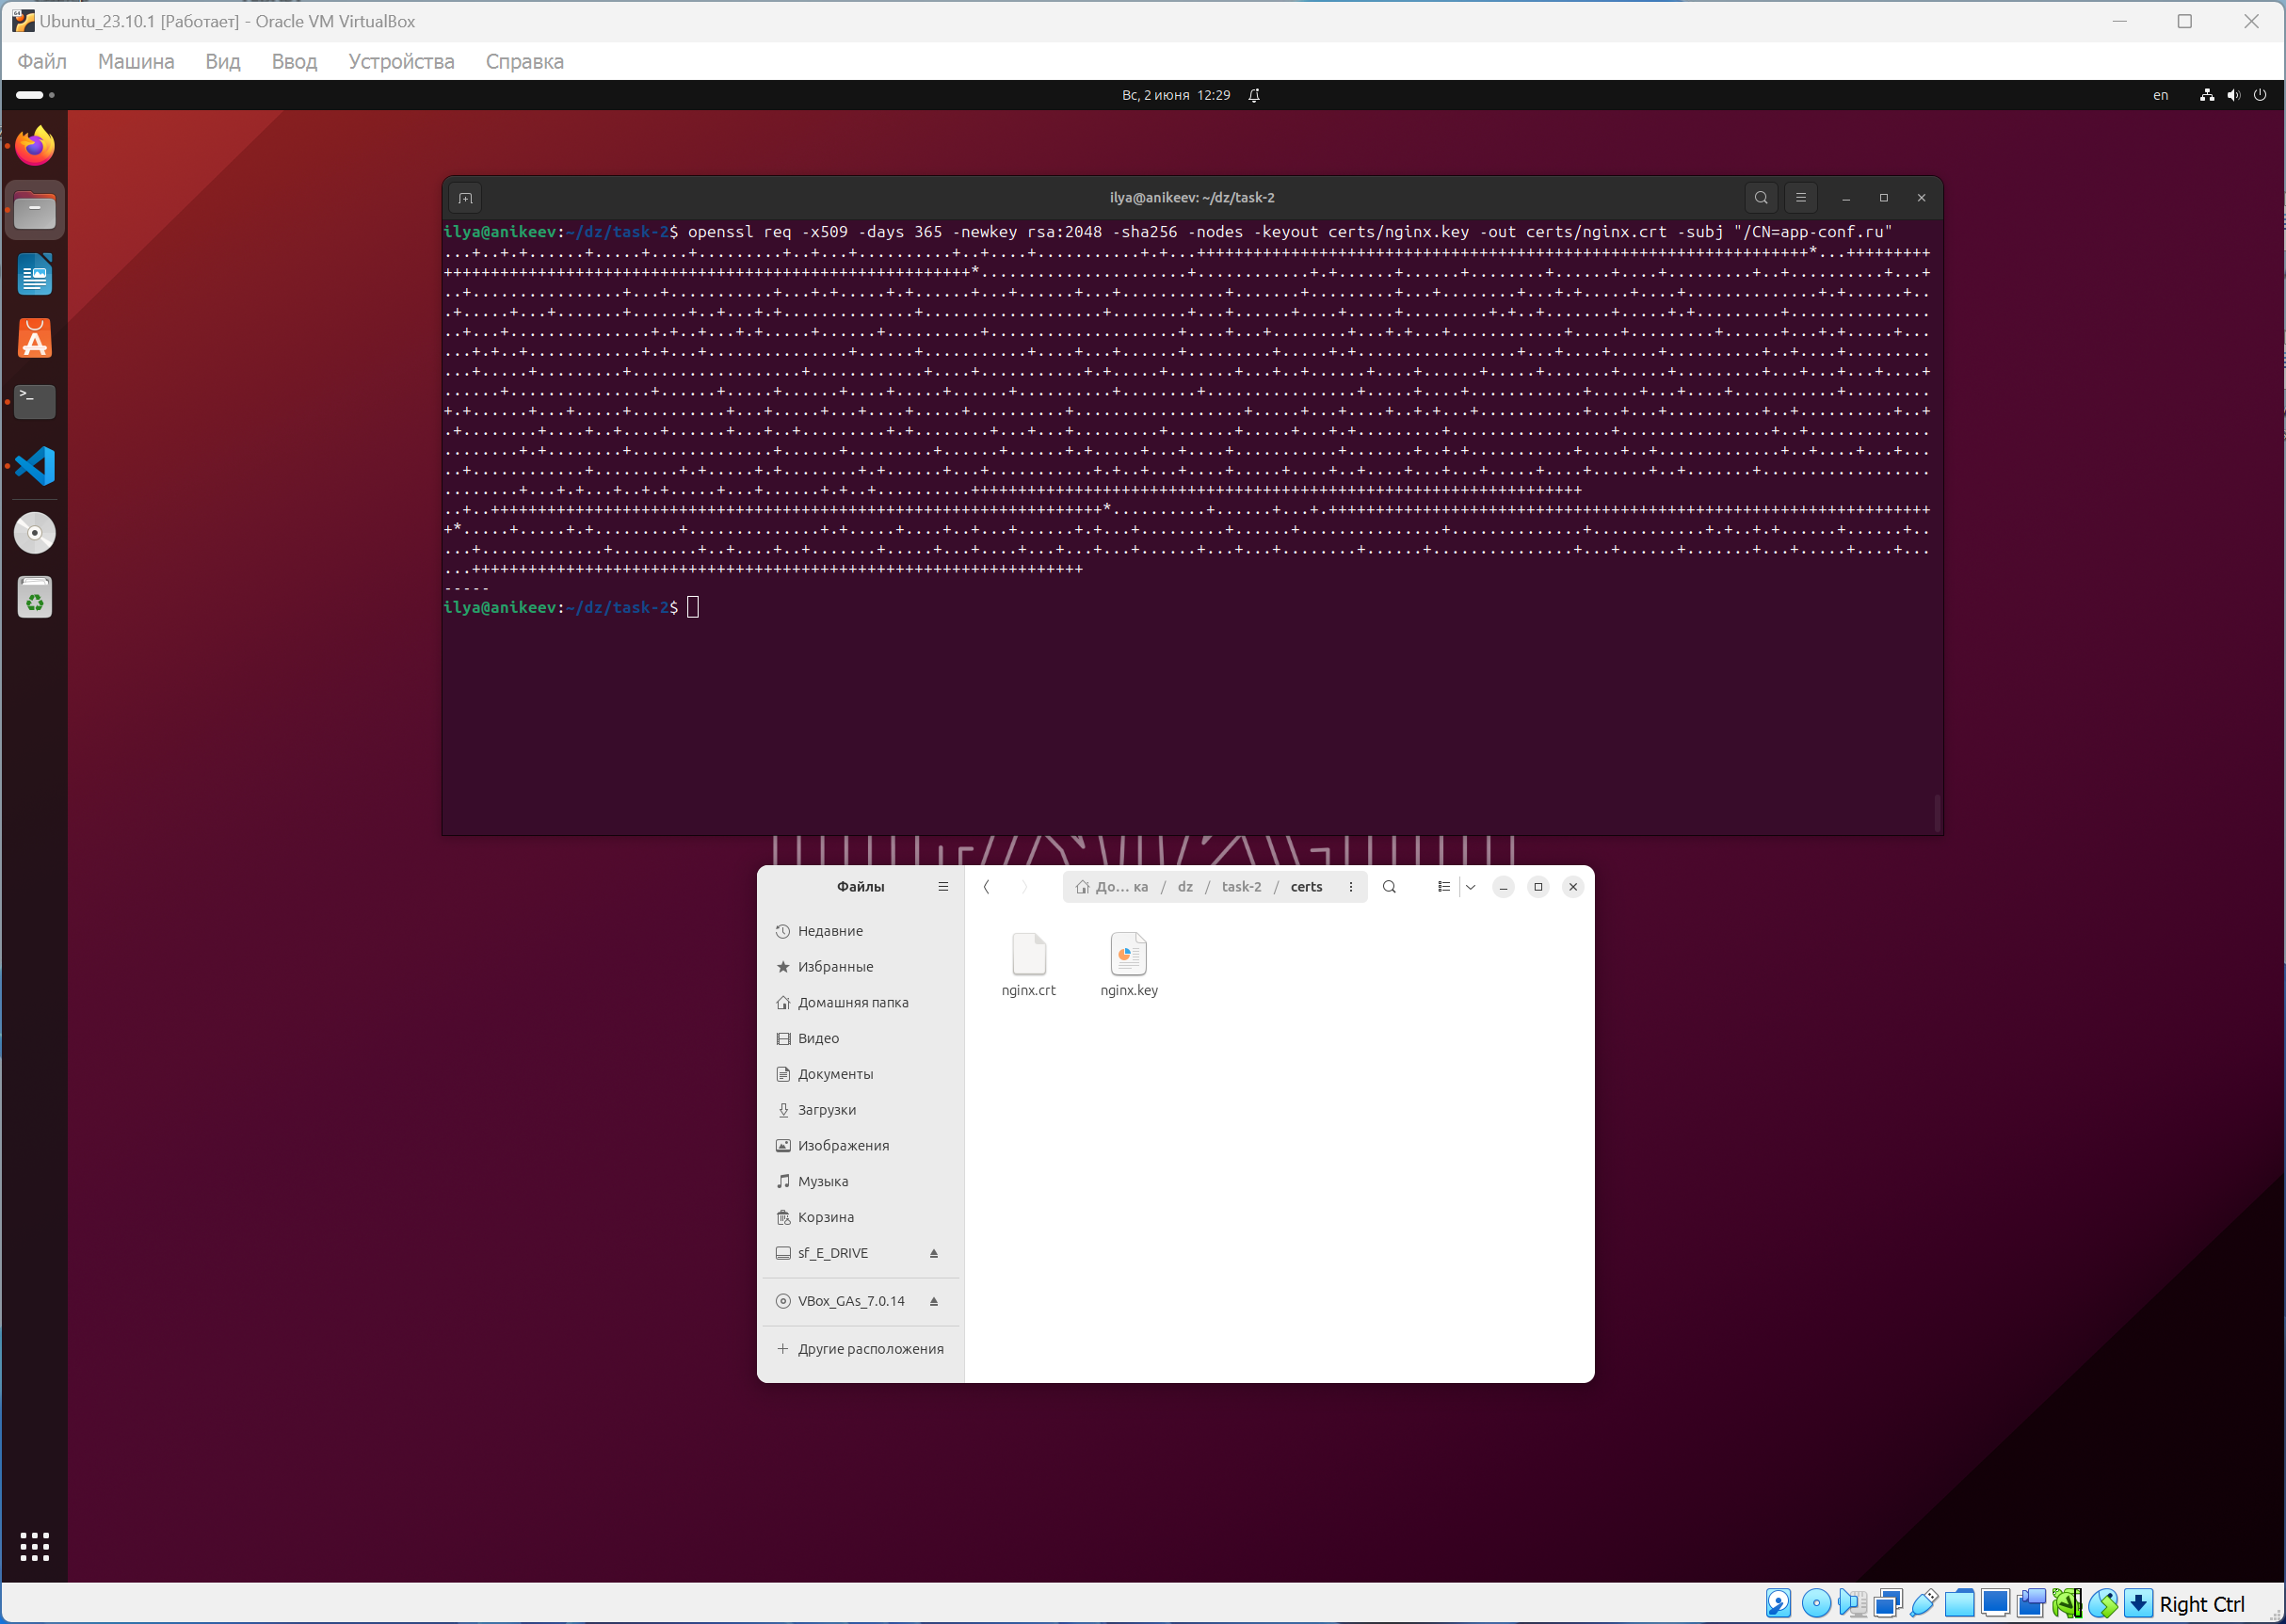 Ubuntu_23.10.1 [Работает] - Oracle VM VirtualBox
Файл Машина Вид Ввод Устройства Справка
Вс, 2 июня 12:29
en
ilya@anikeev: ~/dz/task-2
ilya@anikeev:~/dz/task-2$ openssl req -x509 -days 365 -newkey rsa:2048 -sha256 -nodes -keyout certs/nginx.key -out certs/nginx.crt -subj "/CN=app-conf.ru"
-----
ilya@anikeev:~/dz/task-2$
Файлы
До... ка / dz / task-2 / certs
Недавние
Избранные
Домашняя папка
Видео
Документы
Загрузки
Изображения
Музыка
Корзина
sf_E_DRIVE
VBox_GAs_7.0.14
Другие расположения
nginx.crt
nginx.key
Right Ctrl